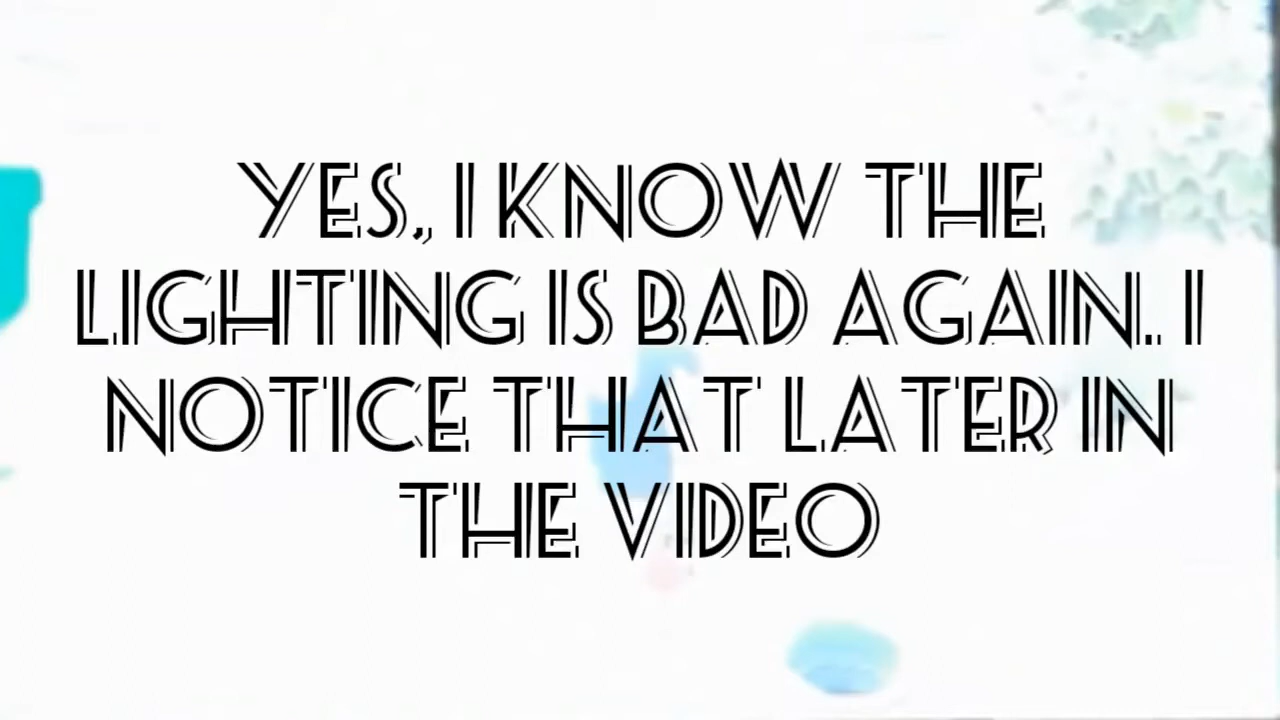 YES, I KNOW THE
LIGHTING IS BAD AGAIN. I
NOTICE THAT LATER IN
THE VIDEO